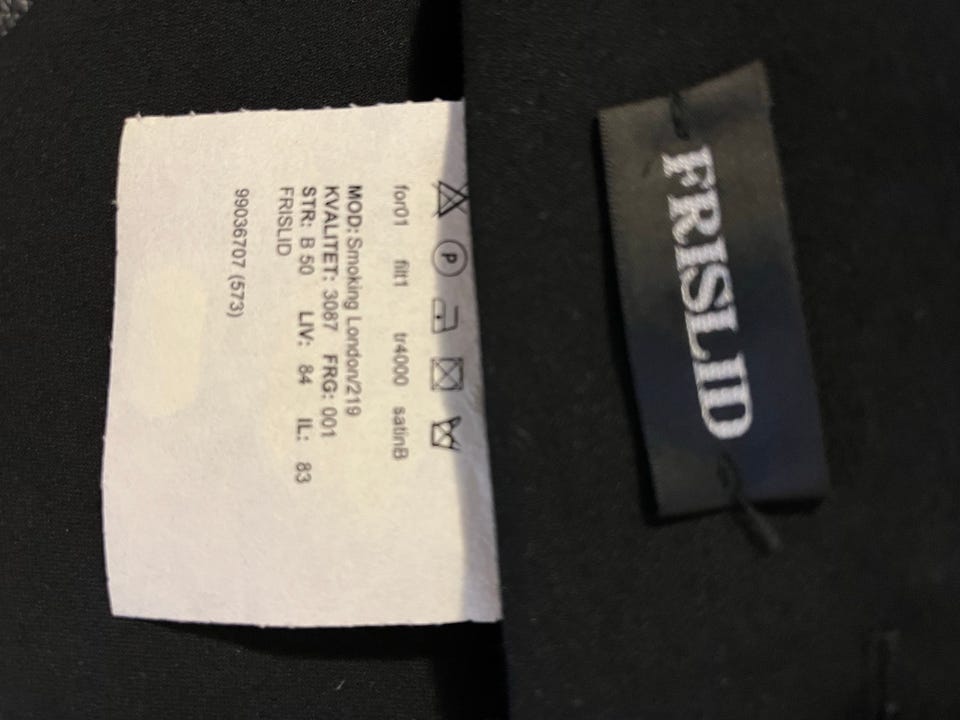 FRISLID
P
for01 filt1 tr4000 satinB
MOD: Smoking London/219
KVALITET: 3087 FRG: 001
STR: B 50 LIV: 84 IL: 83
FRISLID
99036707 (573)